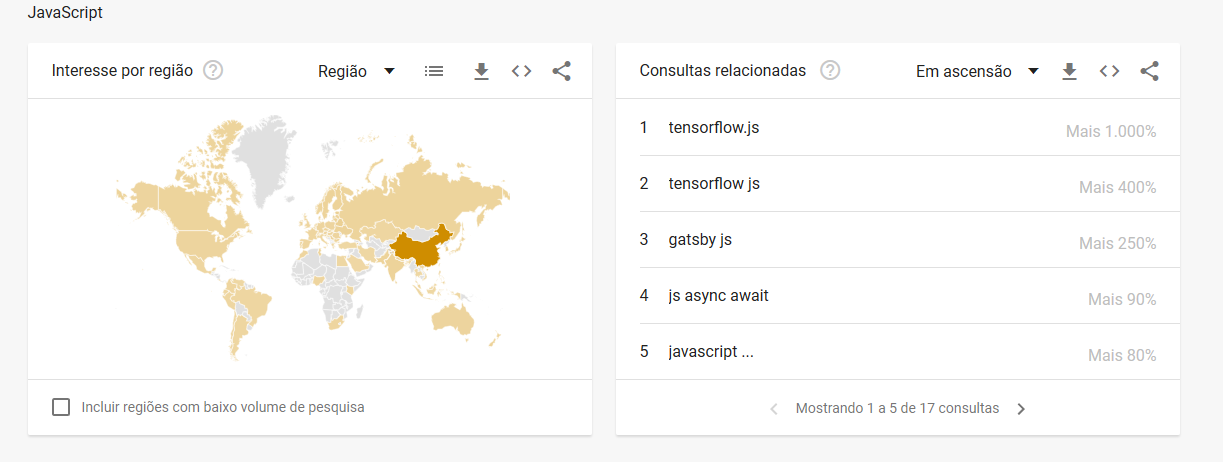 JavaScript
Interesse por região
Região
Consultas relacionadas
Em ascensão
1 tensorflow.js Mais 1.000%
2 tensorflow js Mais 400%
3 gatsby js Mais 250%
4 js async await Mais 90%
5 javascript ... Mais 80%
Incluir regiões com baixo volume de pesquisa
Mostrando 1 a 5 de 17 consultas